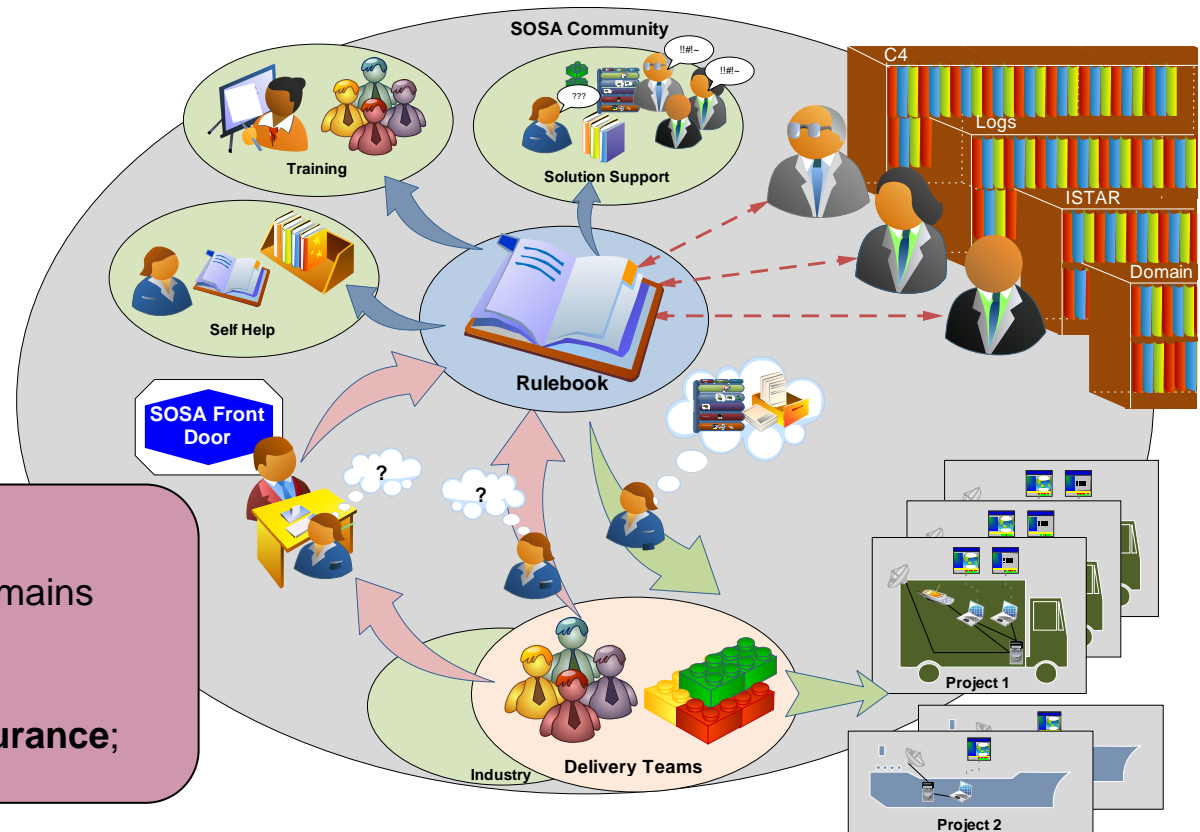 SOSA Community
!!#!~
!!#!~
???
Training
Solution Support
C4
Logs
ISTAR
Domain
Self Help
Rulebook
SOSA Front
Door
?
?
mains
urance;
Industry
Delivery Teams
Project 1
Project 2